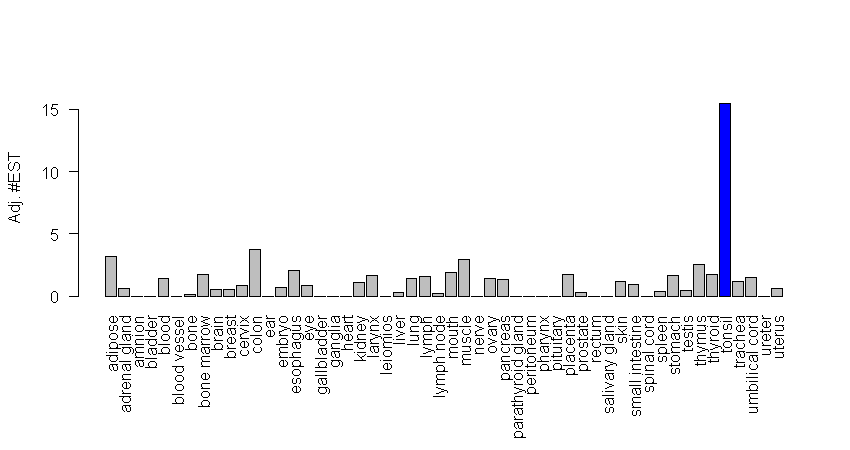 Adj. #EST
15
10
5
0
adipose
adrenal gland
amnion
bladder
blood
blood vessel
bone
bone marrow
brain
breast
cervix
colon
ear
embryo
esophagus
eye
gallbladder
ganglia
heart
kidney
larynx
leiomios
liver
lung
lymph
lymph node
mouth
muscle
nerve
ovary
pancreas
parathyroid gland
peritoneum
pharynx
pituitary
placenta
prostate
rectum
salivary gland
skin
small intestine
spinal cord
spleen
stomach
testis
thymus
thyroid
tonsil
trachea
umbilical cord
ureter
uterus